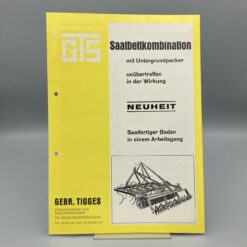 GTS
Saatbettkombination
mit Untergrundpacker
unübertroffen
in der Wirkung
NEUHEIT
Saatfertiger Boden
in einem Arbeitsgang
GEBR. TIGGES